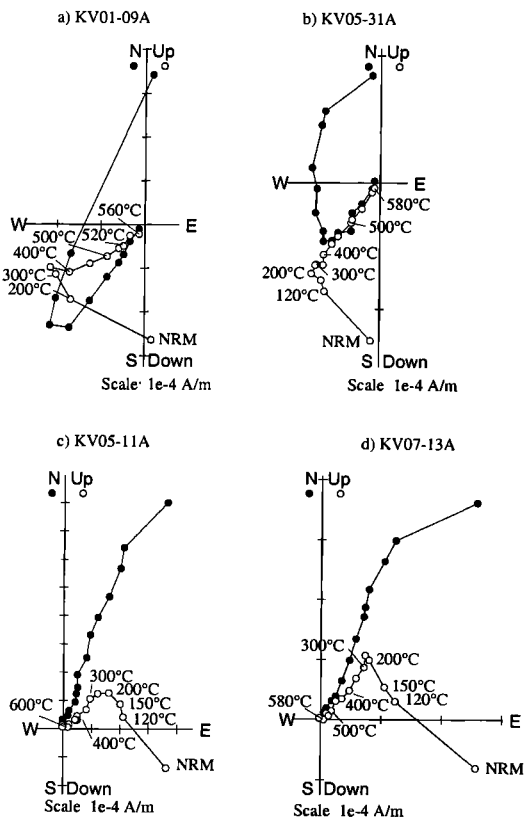 a) KV01-09A
N Up
W E
560°C
500°C 520°C
400°C
300°C
200°C
NRM
S Down
Scale· 1e-4 A/m
b) KV05-31A
N Up
W E
580°C
500°C
400°C
200°C 300°C
120°C
NRM
S Down
Scale 1e-4 A/m
c) KV05-11A
N Up
300°C
200°C
150°C
600°C 120°C
W E
400°C
NRM
S Down
Scale 1e-4 A/m
d) KV07-13A
N Up
300°C
200°C
150°C
580°C 400°C 120°C
W E
500°C
NRM
S Down
Scale 1e-4 A/m